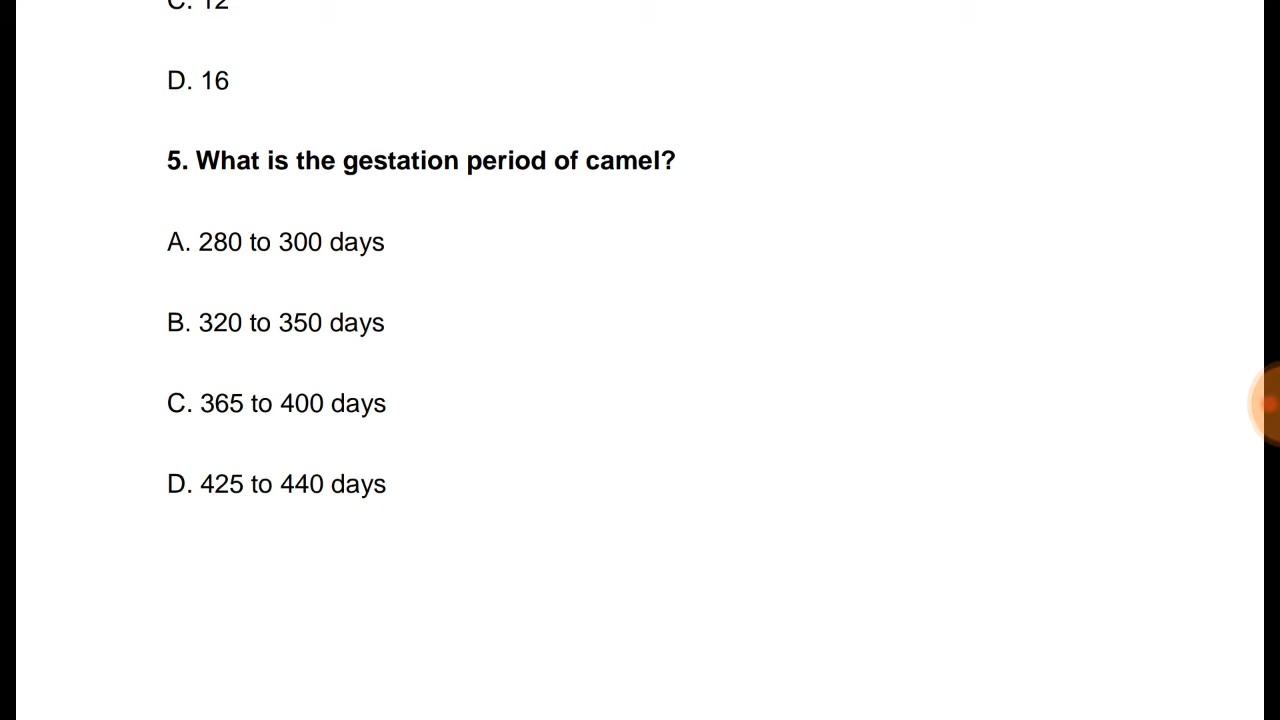 C. 12
D. 16
5. What is the gestation period of camel?
A. 280 to 300 days
B. 320 to 350 days
C. 365 to 400 days
D. 425 to 440 days